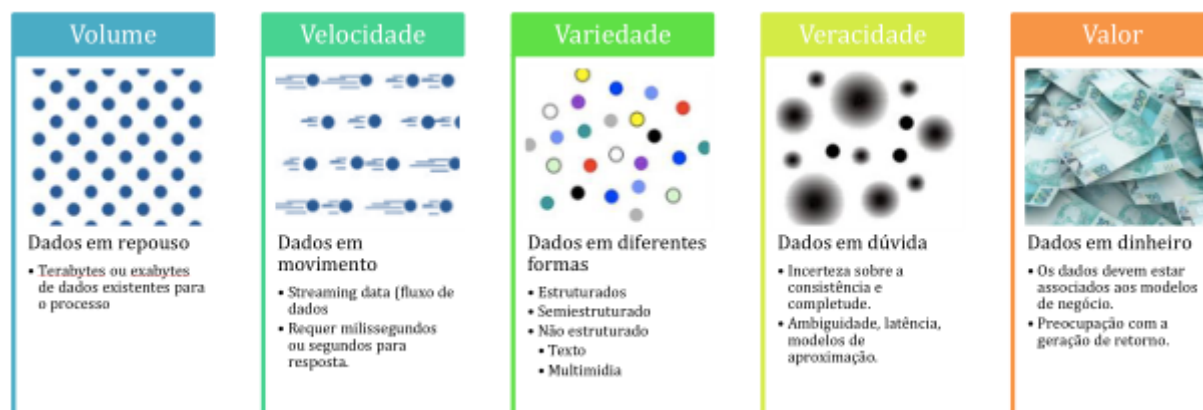 Volume
Dados em repouso
• Terabytes ou exabytes
de dados existentes para
o processo
Velocidade
Dados em
movimento
• Streaming data (fluxo de
dados
• Requer milissegundos
ou segundos para
resposta.
Variedade
Dados em diferentes
formas
• Estruturados
• Semiestruturado
• Não estruturado
• Texto
• Multimidia
Veracidade
Dados em dúvida
• Incerteza sobre a
consistência e
completude.
• Ambiguidade, latência,
modelos de
aproximação.
Valor
Dados em dinheiro
• Os dados devem estar
associados aos modelos
de negócio.
• Preocupação com a
geração de retorno.